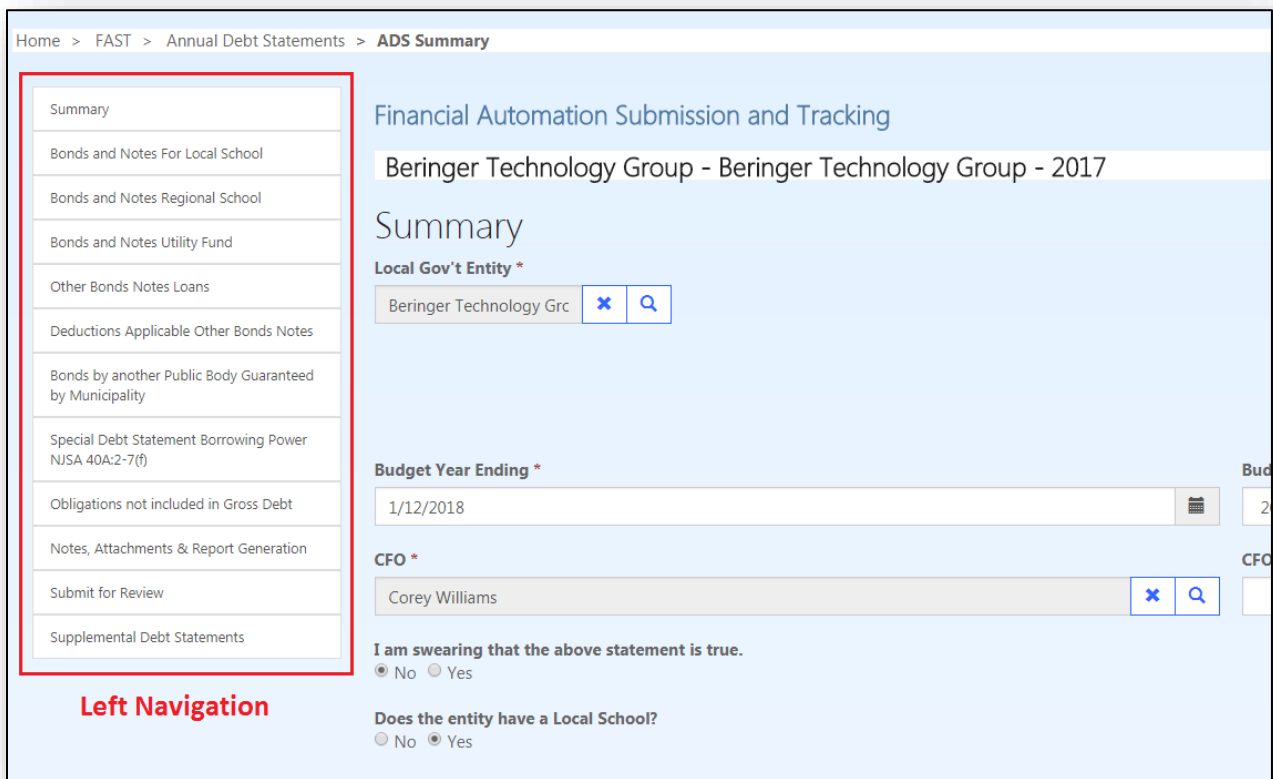 Home > FAST > Annual Debt Statements > ADS Summary
Summary
Bonds and Notes For Local School
Bonds and Notes Regional School
Bonds and Notes Utility Fund
Other Bonds Notes Loans
Deductions Applicable Other Bonds Notes
Bonds by another Public Body Guaranteed
by Municipality
Special Debt Statement Borrowing Power
NJSA 40A:2-7(f)
Obligations not included in Gross Debt
Notes, Attachments & Report Generation
Submit for Review
Supplemental Debt Statements
Left Navigation
Financial Automation Submission and Tracking
Beringer Technology Group - Beringer Technology Group - 2017
Summary
Local Gov't Entity *
Beringer Technology Grc
Budget Year Ending *
1/12/2018
CFO *
Corey Williams
I am swearing that the above statement is true.
No Yes
Does the entity have a Local School?
No Yes
Bud
2
CFO